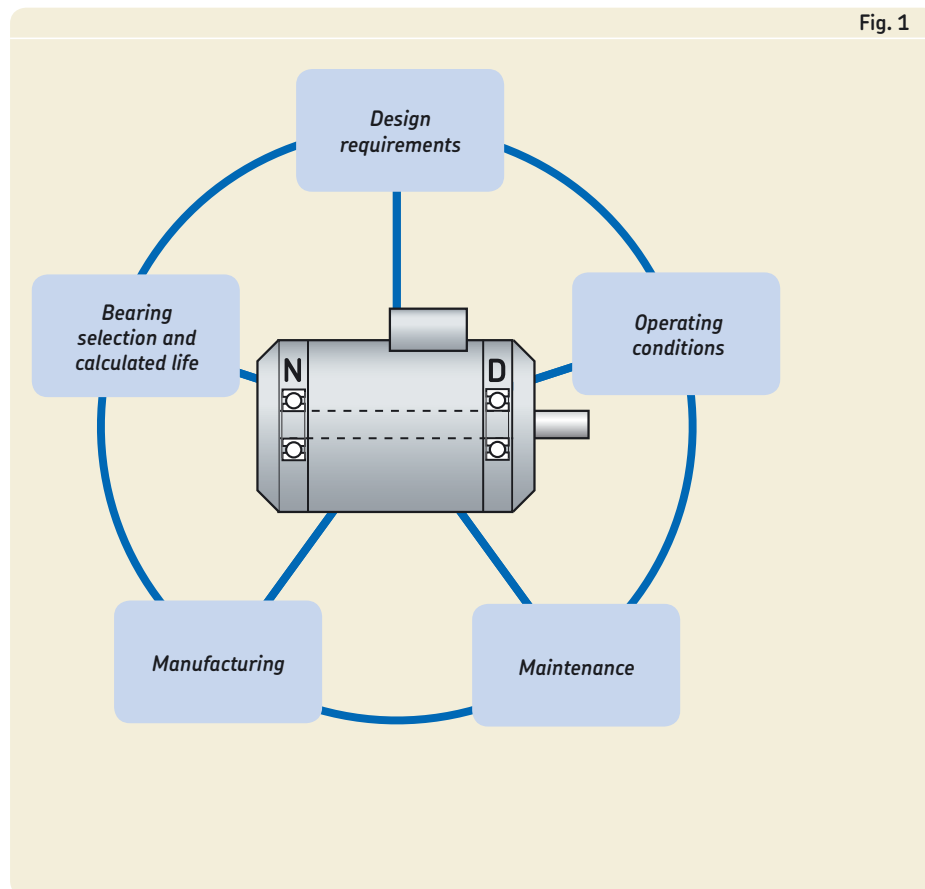 Fig. 1
Design
requirements
Bearing
selection and
calculated life
Operating
conditions
N
D
Manufacturing
Maintenance